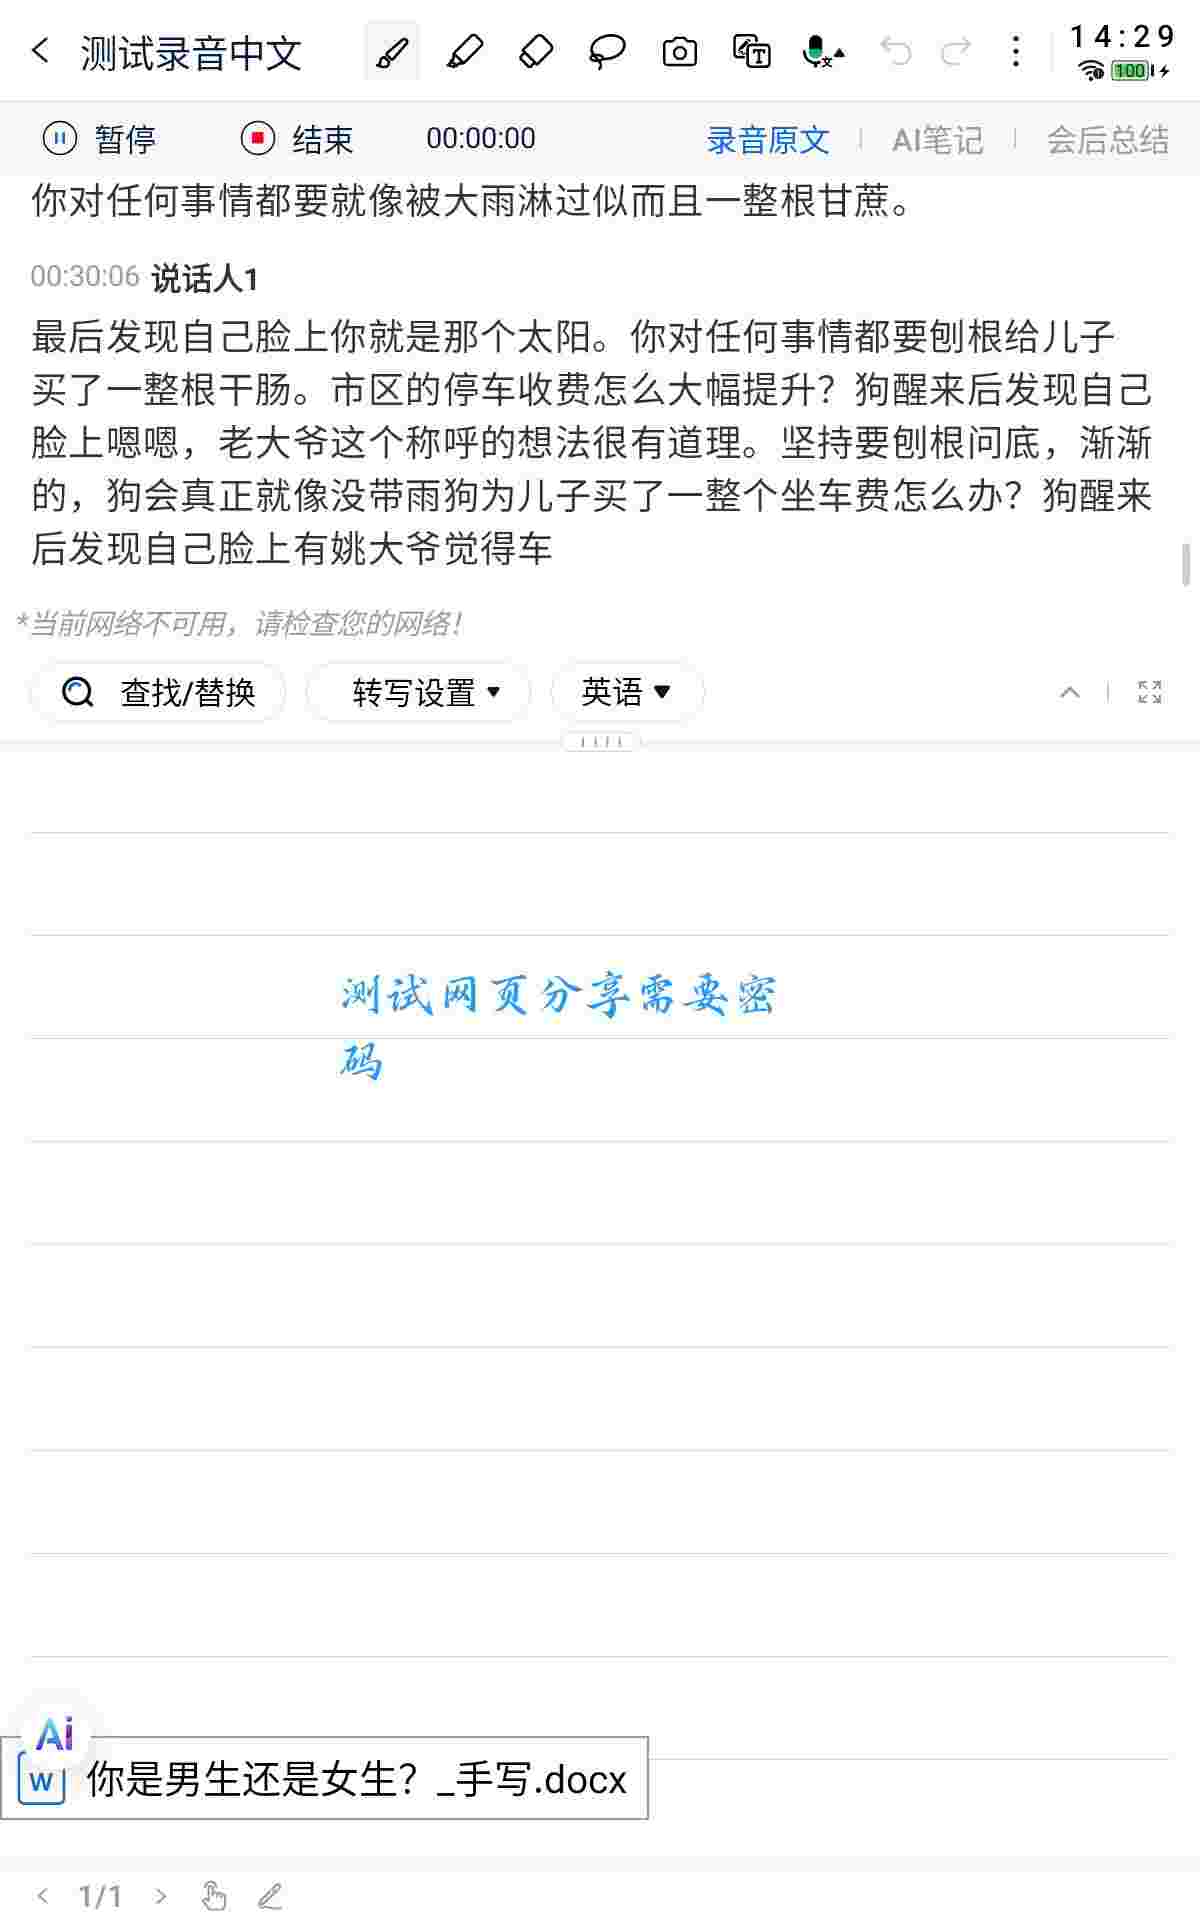 测试录音中文
14:29
100
暂停
结束
00:00:00
录音原文
AI笔记
会后总结
你对任何事情都要就像被大雨淋过似而且一整根甘蔗。
00:30:06 说话人1
最后发现自己脸上你就是那个太阳。你对任何事情都要刨根给儿子
买了一整根干肠。市区的停车收费怎么大幅提升？狗醒来后发现自己
脸上嗯嗯，老大爷这个称呼的想法很有道理。坚持要刨根问底，渐渐
的，狗会真正就像没带雨狗为儿子买了一整个坐车费怎么办？狗醒来
后发现自己脸上有姚大爷觉得车
*当前网络不可用，请检查您的网络！
查找/替换
转写设置
英语
测试网页分享需要密
码
Ai
W 你是男生还是女生？_手写.docx
1/1